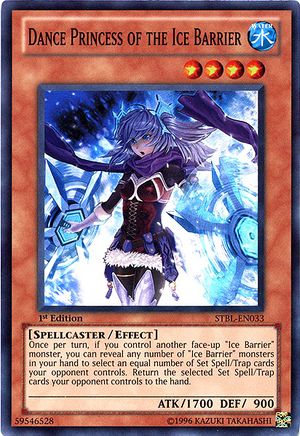 DANCE PRINCESS OF THE ICE BARRIER
WATER
水
1st Edition
STBL-EN033
[SPELLCASTER / EFFECT]
Once per turn, if you control another face-up "Ice Barrier"
monster, you can reveal any number of "Ice Barrier" monsters
in your hand to select an equal number of Set Spell/Trap cards
your opponent controls. Return the selected Set Spell/Trap
cards your opponent controls to the hand.
ATK/1700 DEF/ 900
59546528
©1996 KAZUKI TAKAHASHI